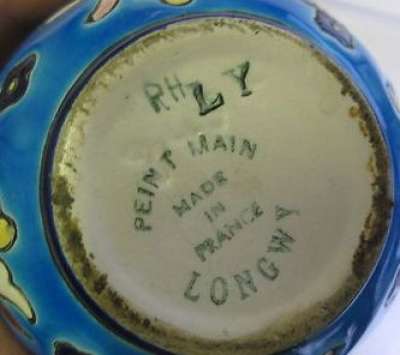 RH LY
PEINT MAIN
MADE
IN
FRANCE
LONGWY